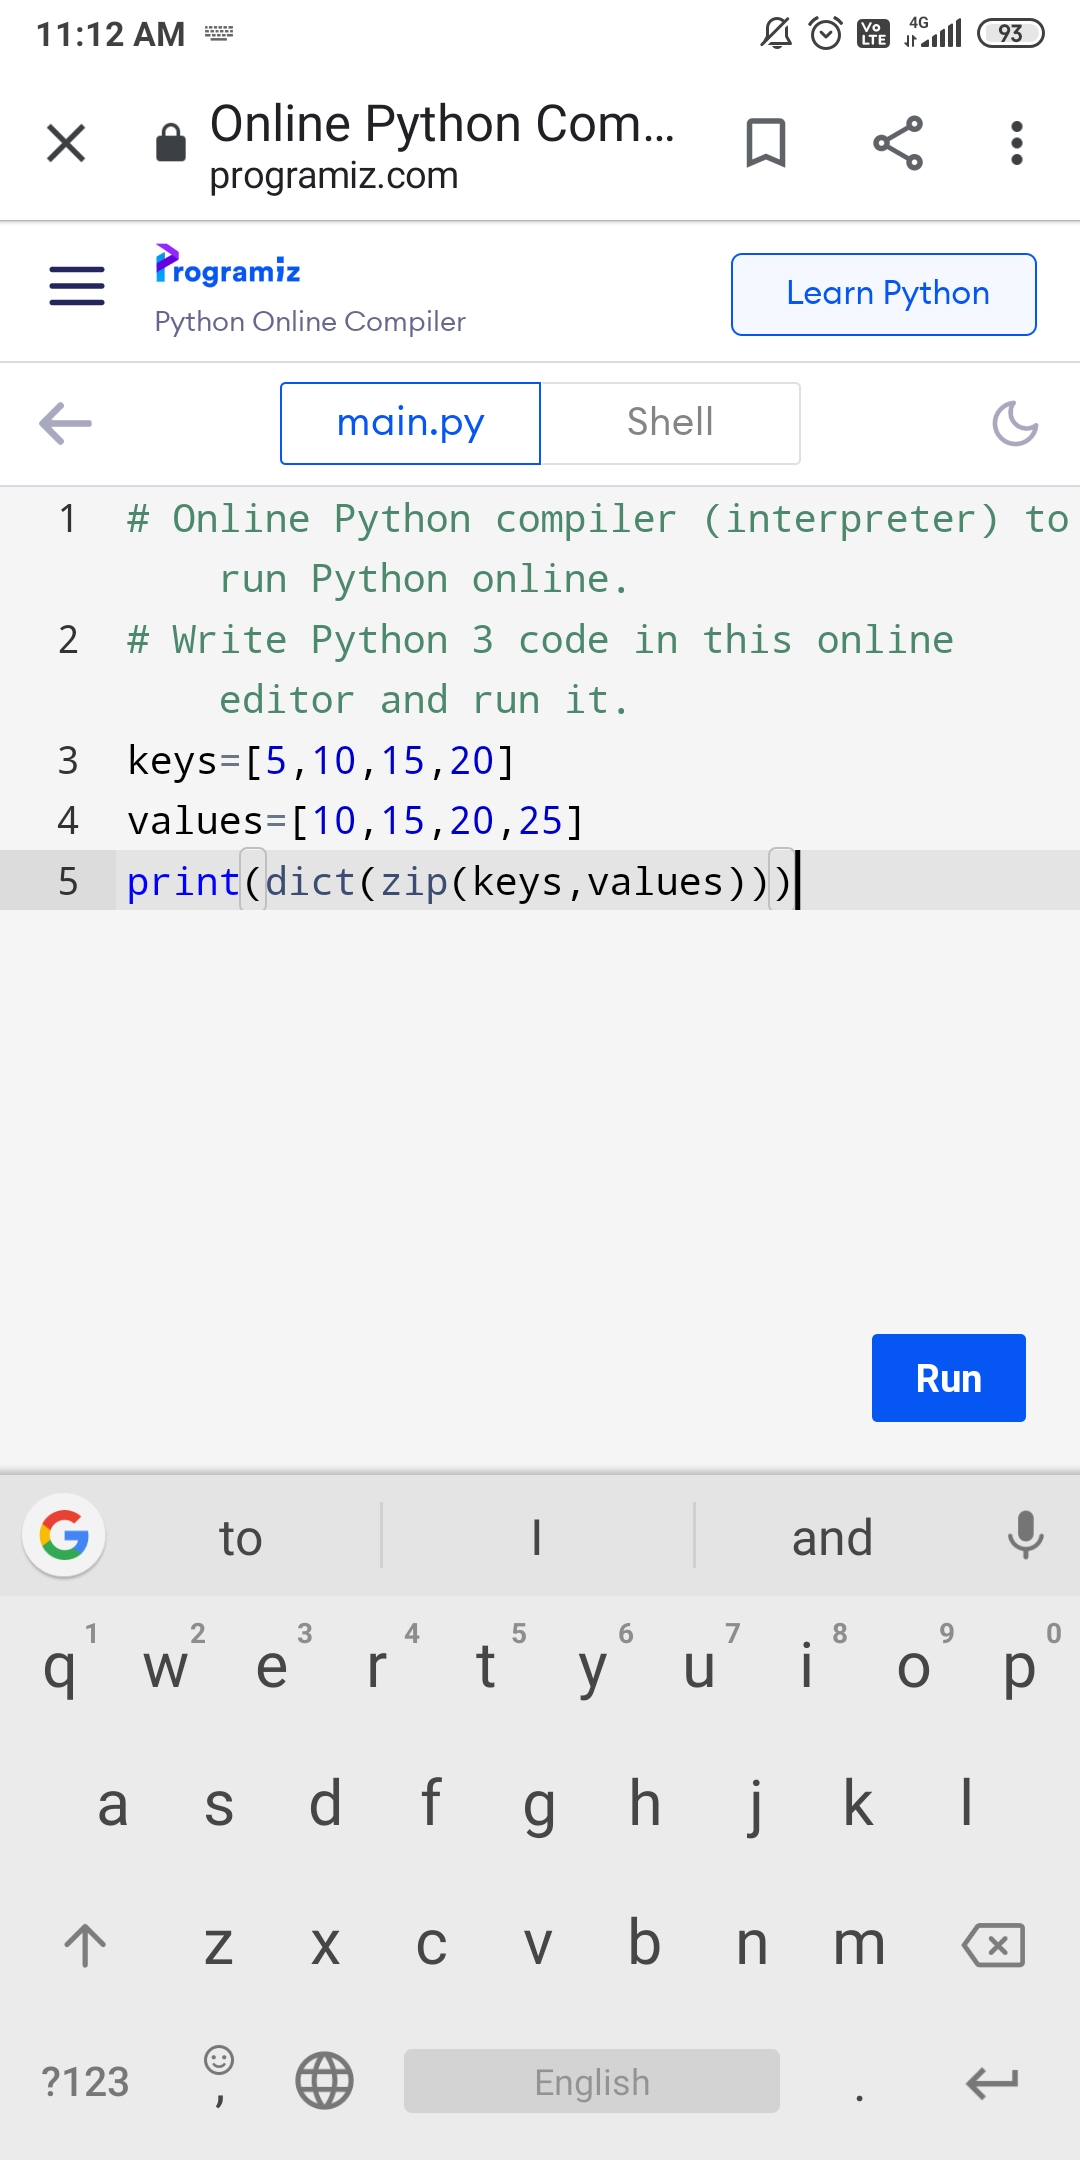 11:12 AM
Vo LTE 4G 93
Online Python Com...
programiz.com
Programiz
Python Online Compiler
Learn Python
main.py Shell
1 # Online Python compiler (interpreter) to
run Python online.
2 # Write Python 3 code in this online
editor and run it.
3 keys=[5,10,15,20]
4 values=[10,15,20,25]
5 print(dict(zip(keys,values)))
Run
G to I and
1 2 3 4 5 6 7 8 9 0
q w e r t y u i o p
a s d f g h j k l
z x c v b n m
?123 , English .